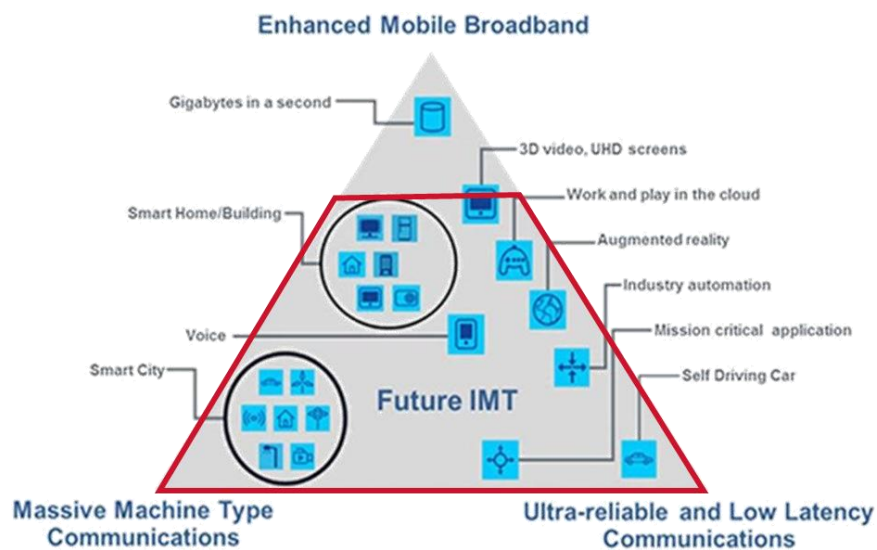 Enhanced Mobile Broadband
Gigabytes in a second
3D video, UHD screens
Work and play in the cloud
Smart Home/Building
Augmented reality
Industry automation
Voice
Mission critical application
Smart City
Self Driving Car
Future IMT
Massive Machine Type
Communications
Ultra-reliable and Low Latency
Communications